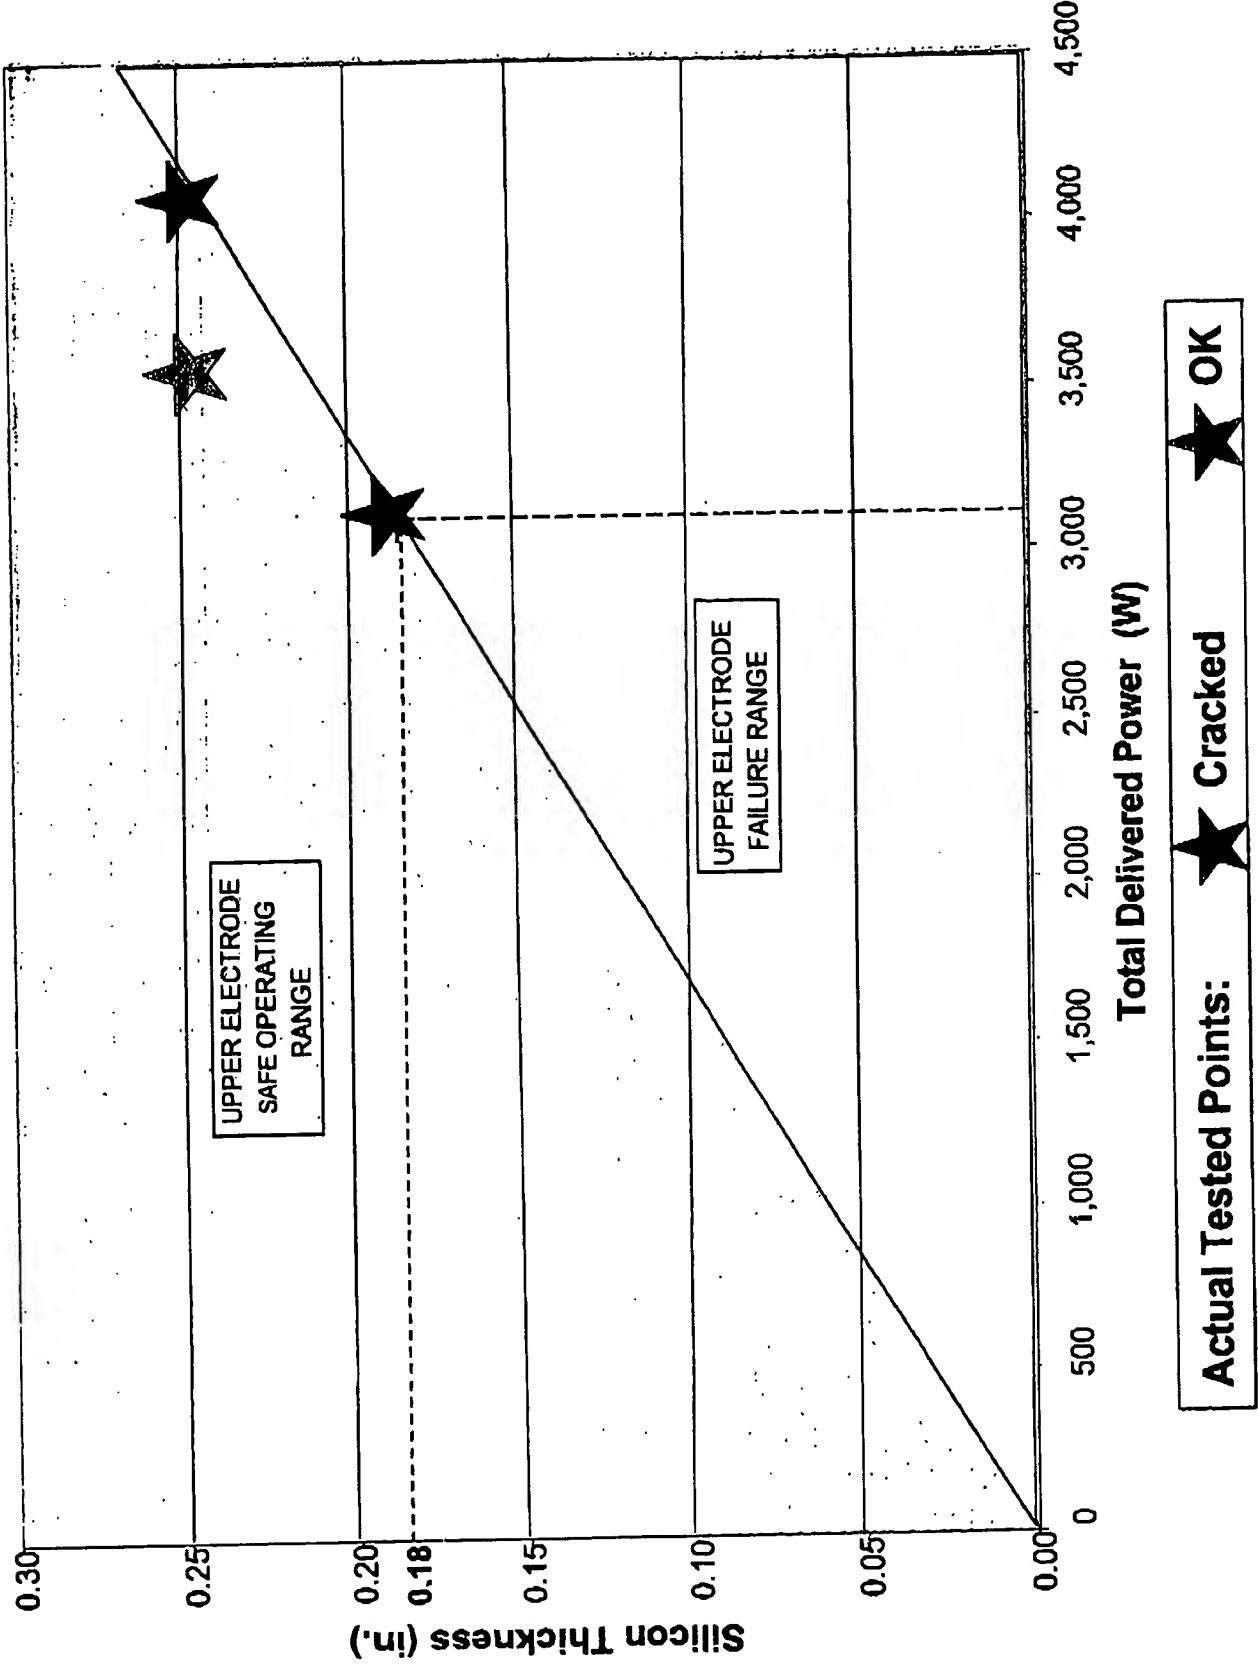 Silicon Thickness (in.)
0.30
0.25
0.20
0.18
0.15
0.10
0.05
0.00
UPPER ELECTRODE
SAFE OPERATING
RANGE
UPPER ELECTRODE
FAILURE RANGE
0 500 1,000 1,500 2,000 2,500 3,000 3,500 4,000 4,500
Total Delivered Power (W)
Actual Tested Points: Cracked OK